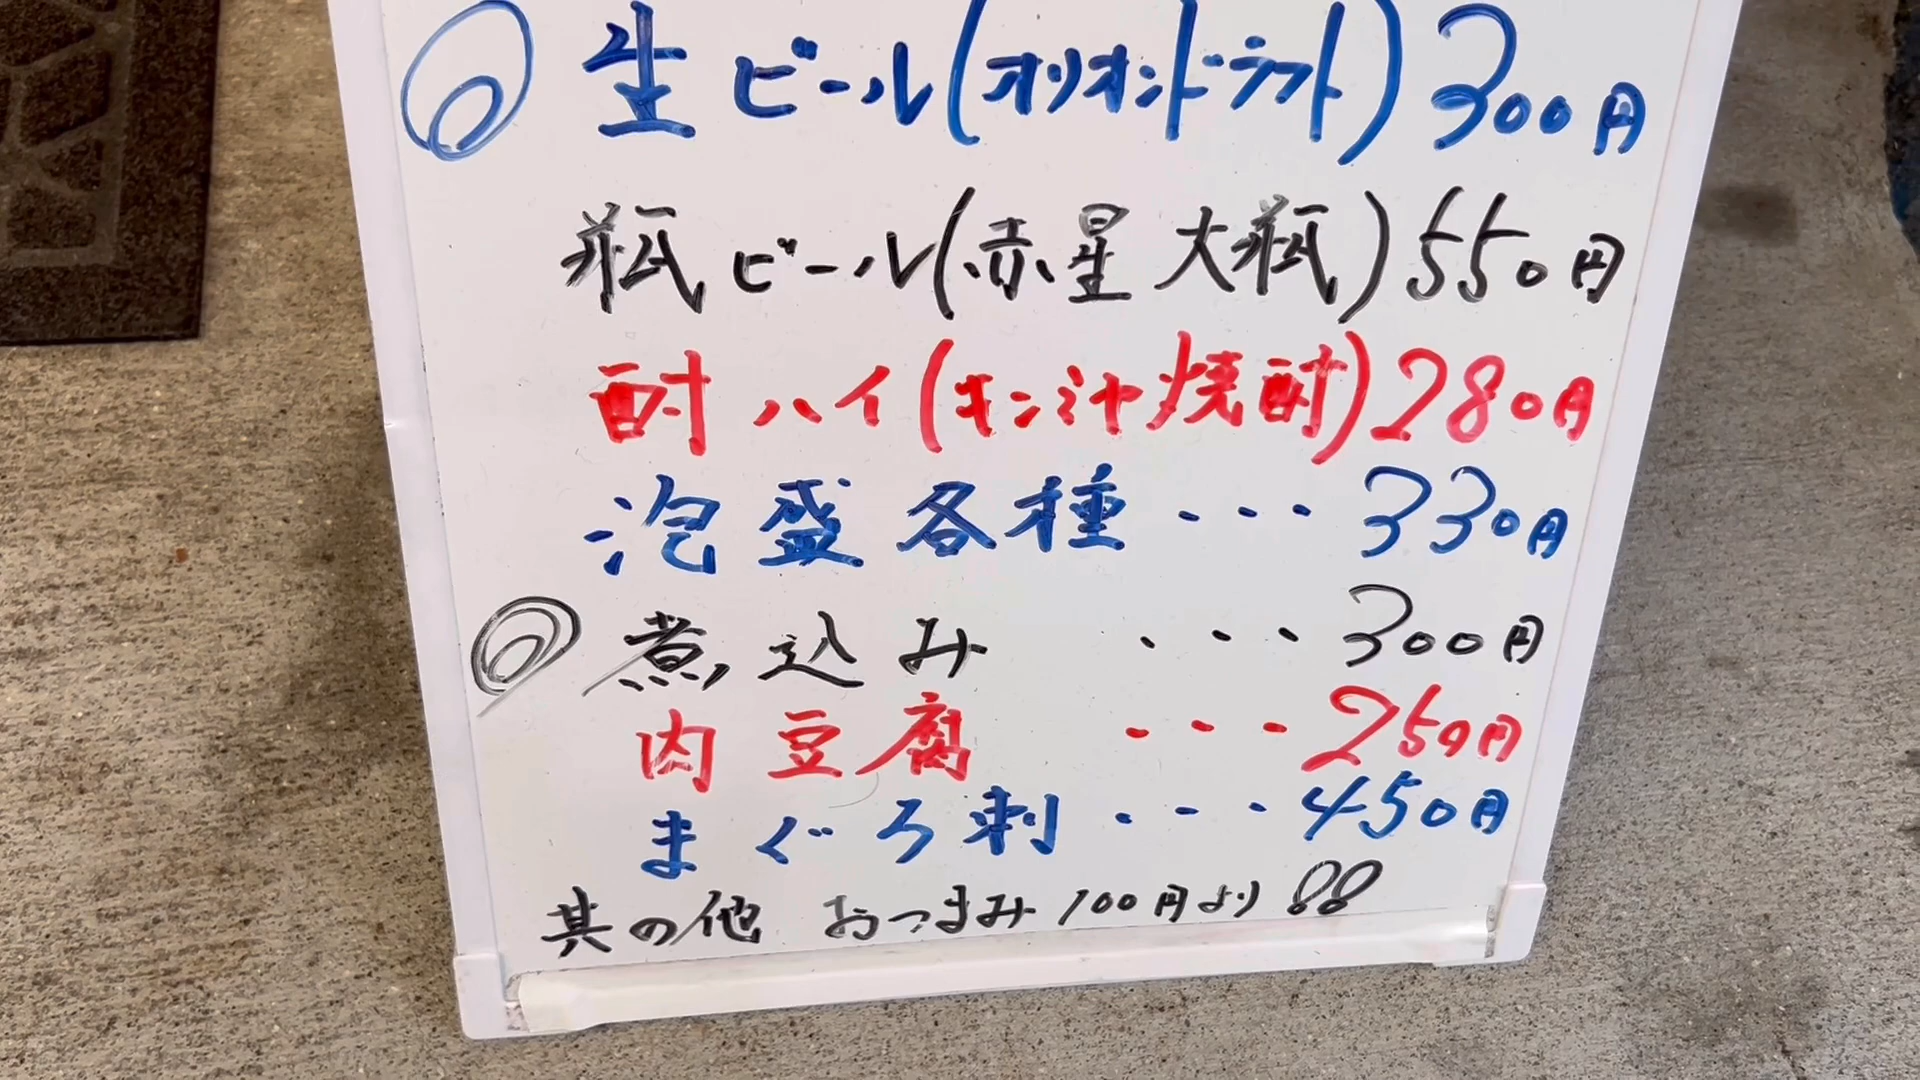 ◎ 生ビール(オリオンドラフト)300円
瓶ビール(赤星 大瓶)550円
酎ハイ(キンミヤ焼酎)280円
泡盛各種・・・330円
◎ 煮込み・・・300円
肉豆腐・・・250円
まぐろ刺・・・450円
其の他 おつまみ100円より!!